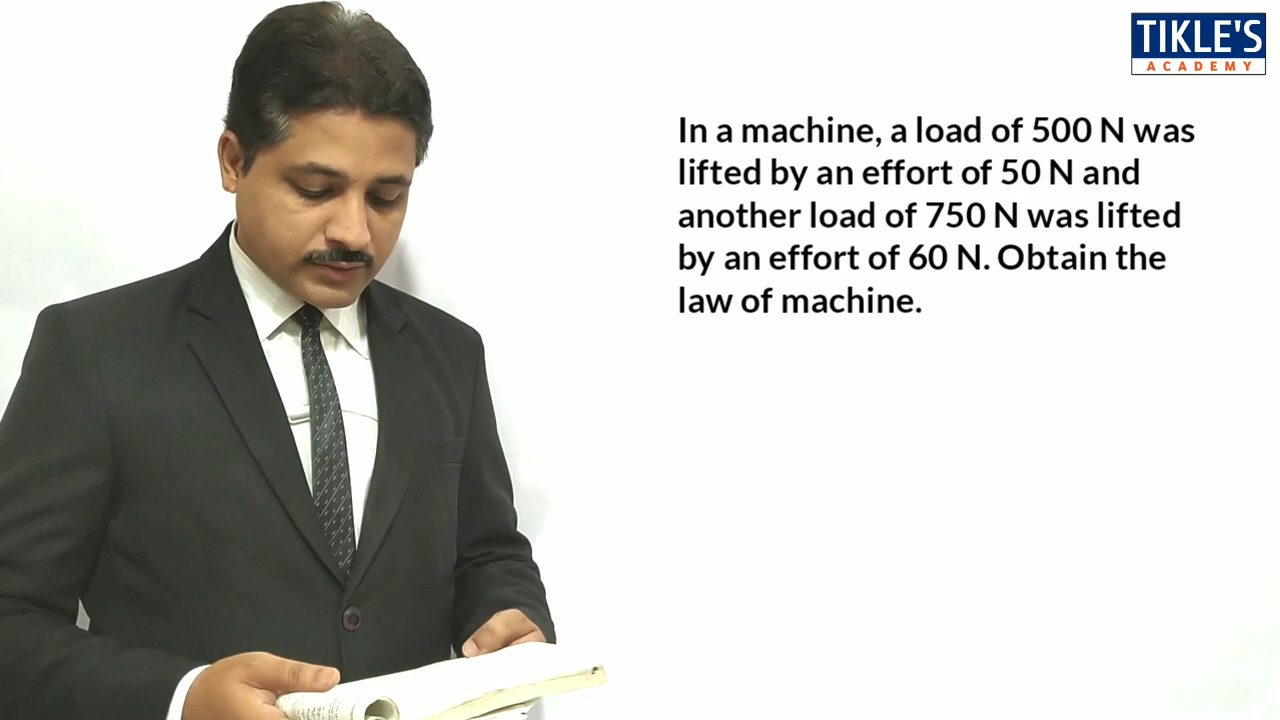 TIKLE'S
ACADEMY
In a machine, a load of 500 N was
lifted by an effort of 50 N and
another load of 750 N was lifted
by an effort of 60 N. Obtain the
law of machine.